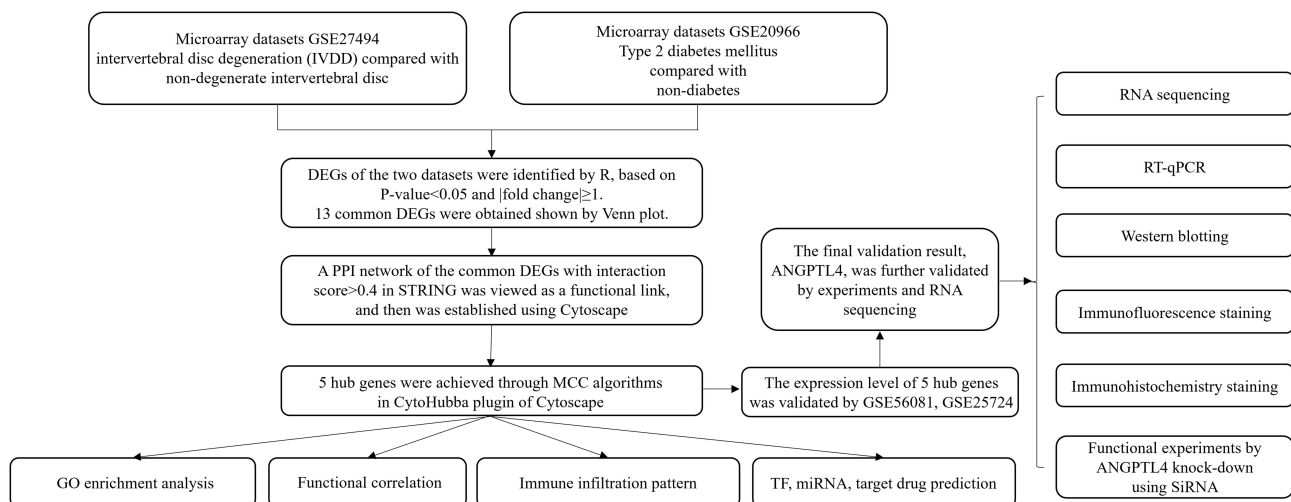 Microarray datasets GSE27494
intervertebral disc degeneration (IVDD) compared with
non-degenerate intervertebral disc
Microarray datasets GSE20966
Type 2 diabetes mellitus
compared with
non-diabetes
DEGs of the two datasets were identified by R, based on
P-value<0.05 and |fold change|≥1.
13 common DEGs were obtained shown by Venn plot.
A PPI network of the common DEGs with interaction
score>0.4 in STRING was viewed as a functional link,
and then was established using Cytoscape
5 hub genes were achieved through MCC algorithms
in CytoHubba plugin of Cytoscape
GO enrichment analysis
Functional correlation
Immune infiltration pattern
TF, miRNA, target drug prediction
The expression level of 5 hub genes
was validated by GSE56081, GSE25724
The final validation result,
ANGPTL4, was further validated
by experiments and RNA
sequencing
RNA sequencing
RT-qPCR
Western blotting
Immunofluorescence staining
Immunohistochemistry staining
Functional experiments by
ANGPTL4 knock-down
using SiRNA